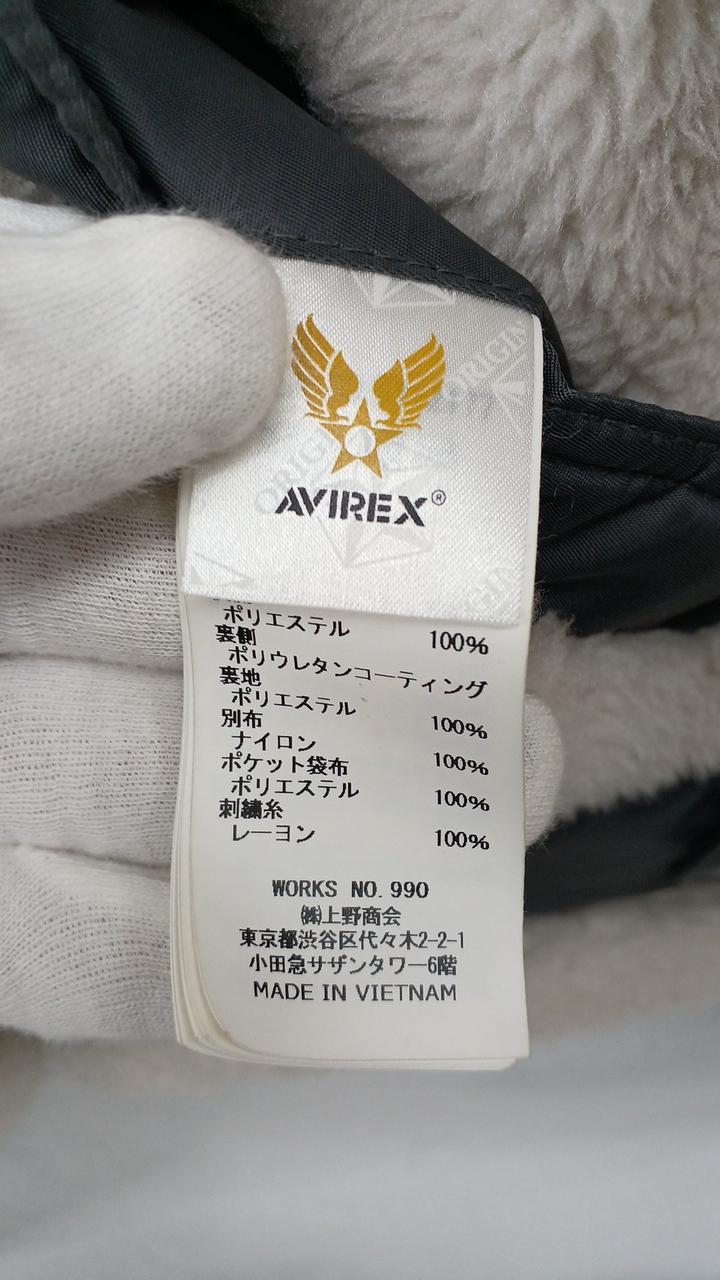 ORIGIN
ORIGIN
AVIREX®
ORIGIN
ポリエステル 100%
裏側
ポリウレタンコーティング
裏地
ポリエステル 100%
別布
ナイロン 100%
ポケット袋布
ポリエステル 100%
刺繍糸
レーヨン 100%
WORKS NO. 990
㈱上野商会
東京都渋谷区代々木2-2-1
小田急サザンタワー6階
MADE IN VIETNAM